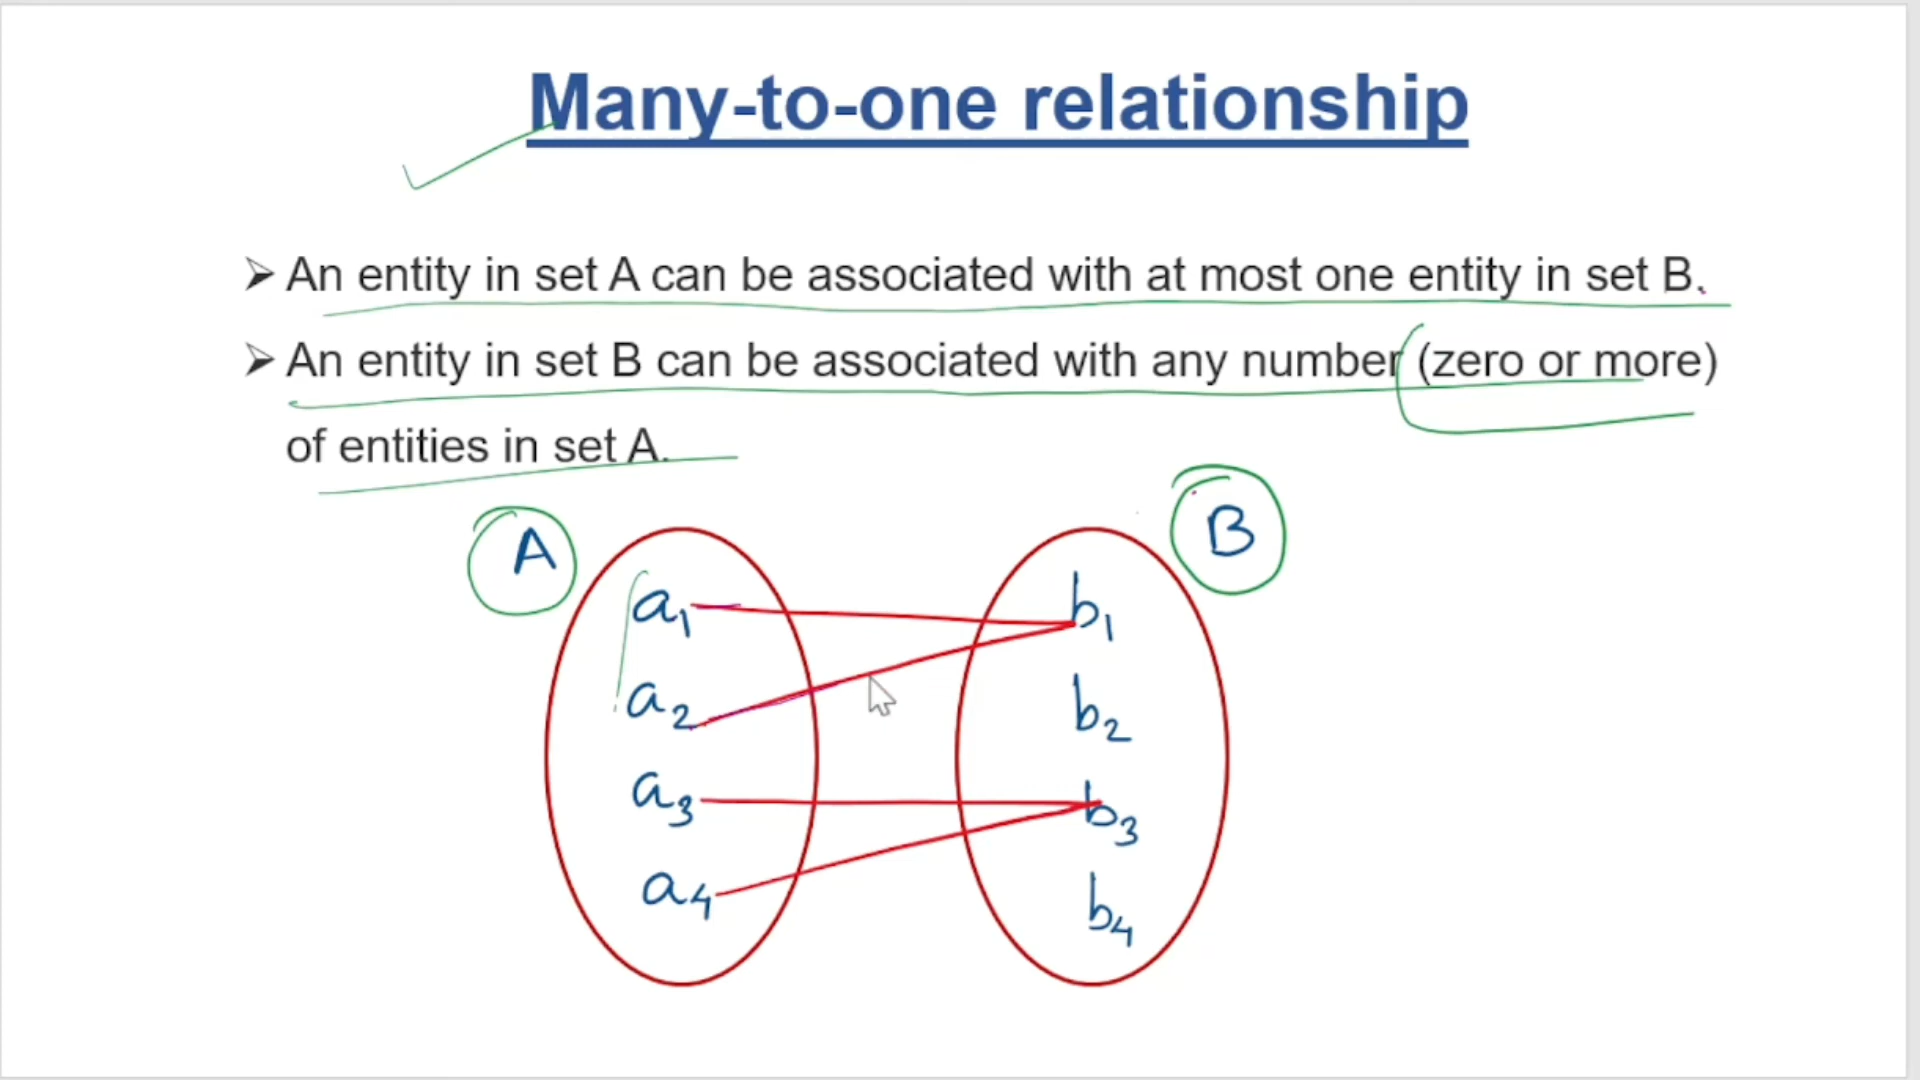 Many-to-one relationship
➢ An entity in set A can be associated with at most one entity in set B.
➢ An entity in set B can be associated with any number (zero or more)
of entities in set A.
A B
a1 b1
a2 b2
a3 b3
a4 b4